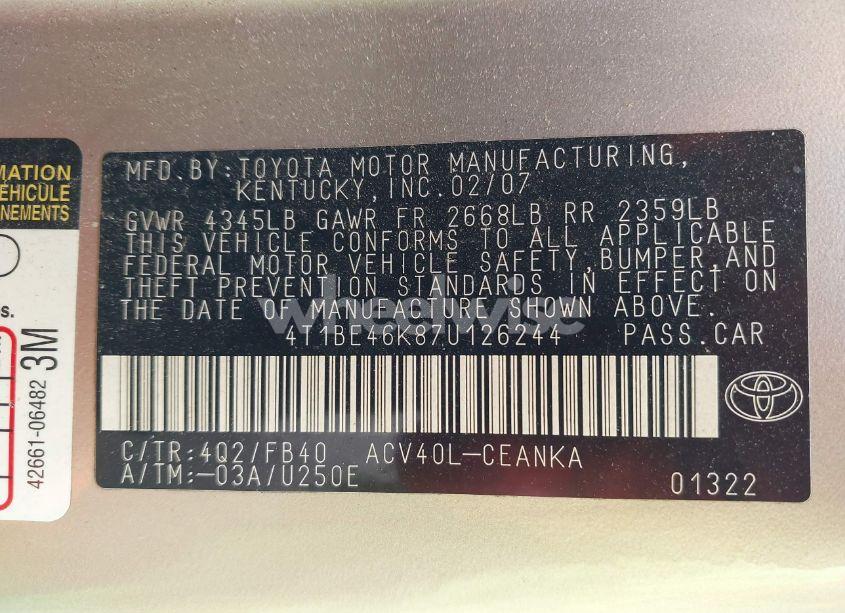 MATION
ÉHICULE
NEMENTS
s.
42661-06482
3M
MFD.BY:TOYOTA MOTOR MANUFACTURING,
KENTUCKY,INC.02/07
GVWR 4345LB GAWR FR 2668LB RR 2359LB
THIS VEHICLE CONFORMS TO ALL APPLICABLE
FEDERAL MOTOR VEHICLE SAFETY,BUMPER,AND
THEFT PREVENTION STANDARDS IN EFFECT ON
THE DATE OF MANUFACTURE SHOWN ABOVE.
wheelwise
4T1BE46K87U126244 PASS.CAR
C/TR:4Q2/FB40 ACV40L-CEANKA
A/TM:-03A/U250E 01322